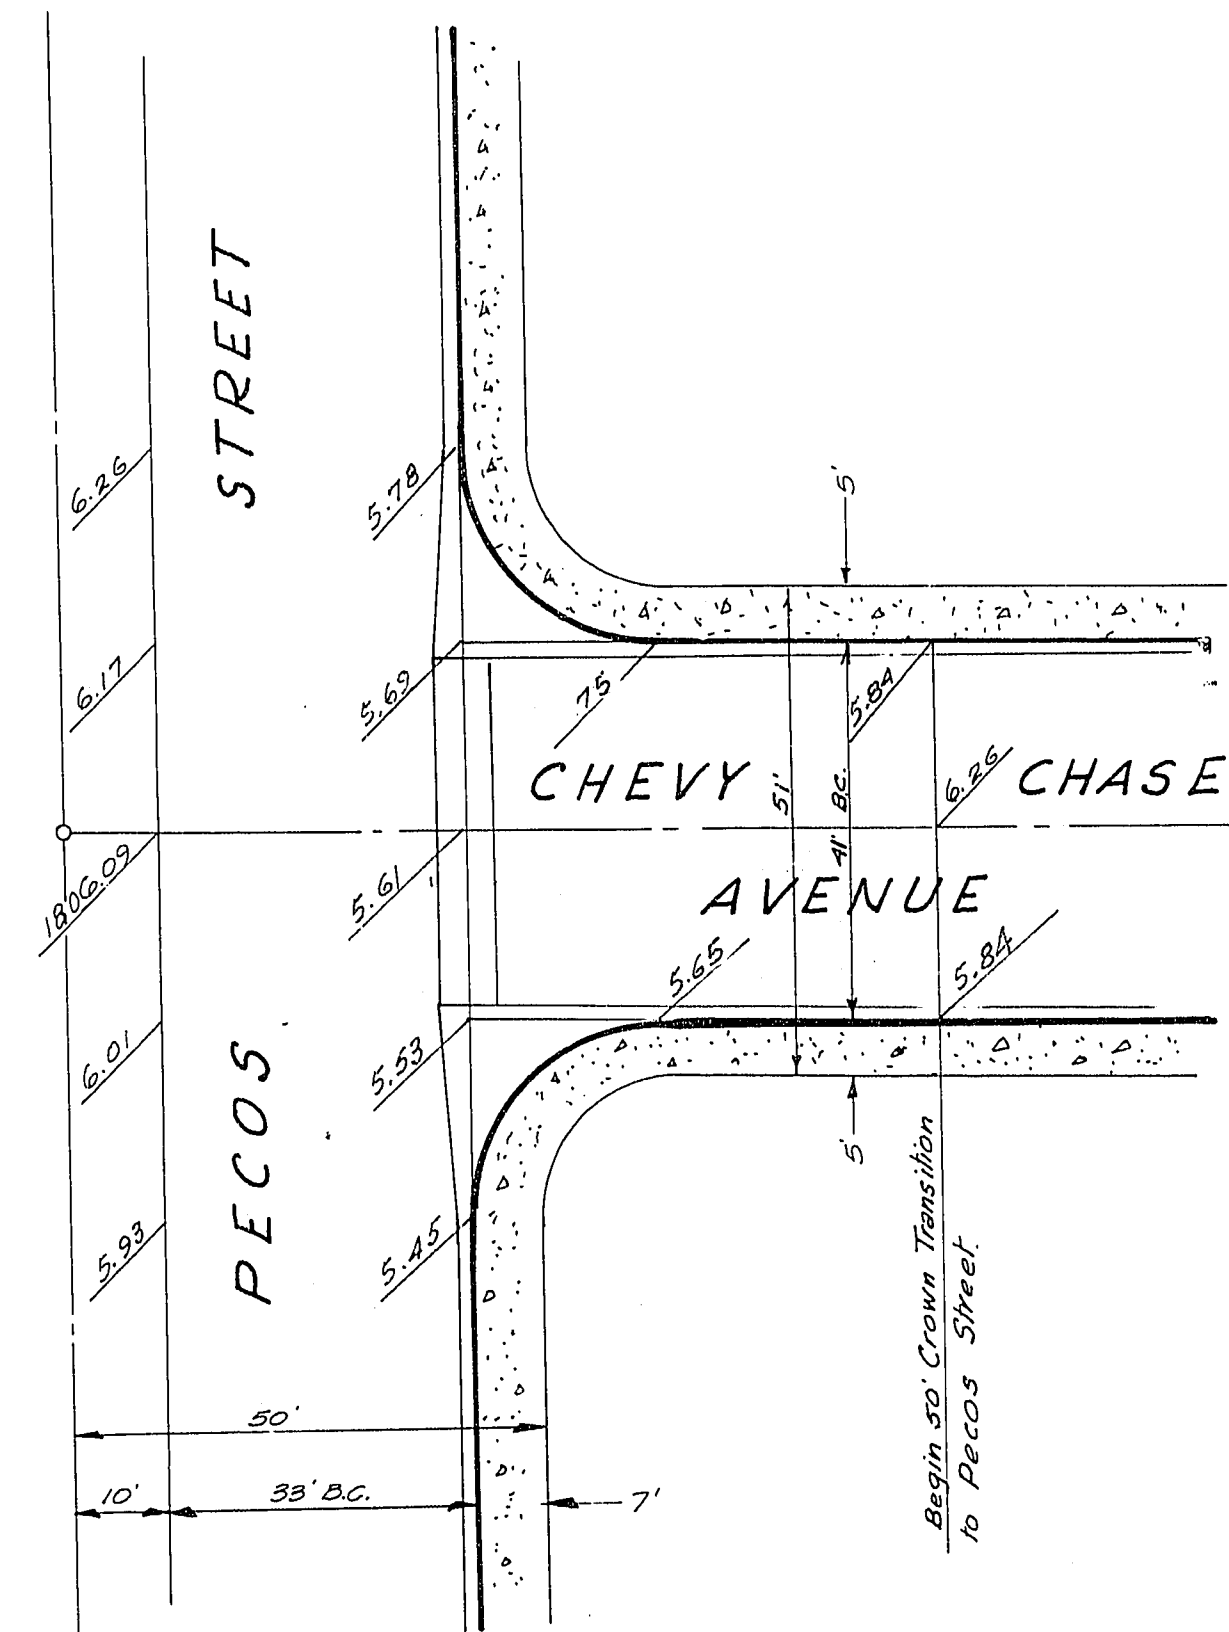 STREET
6.26
5.78
5'
6.17
5.69
75
5.84
6.26
CHEVY CHASE
51'
41' B.C.
1806.09
5.61
AVENUE
5.65
5.84
6.01
5.53
PECOS
5'
5.93
5.45
Begin 50' Crown Transition
to Pecos Street.
50'
10'
33' B.C.
7'